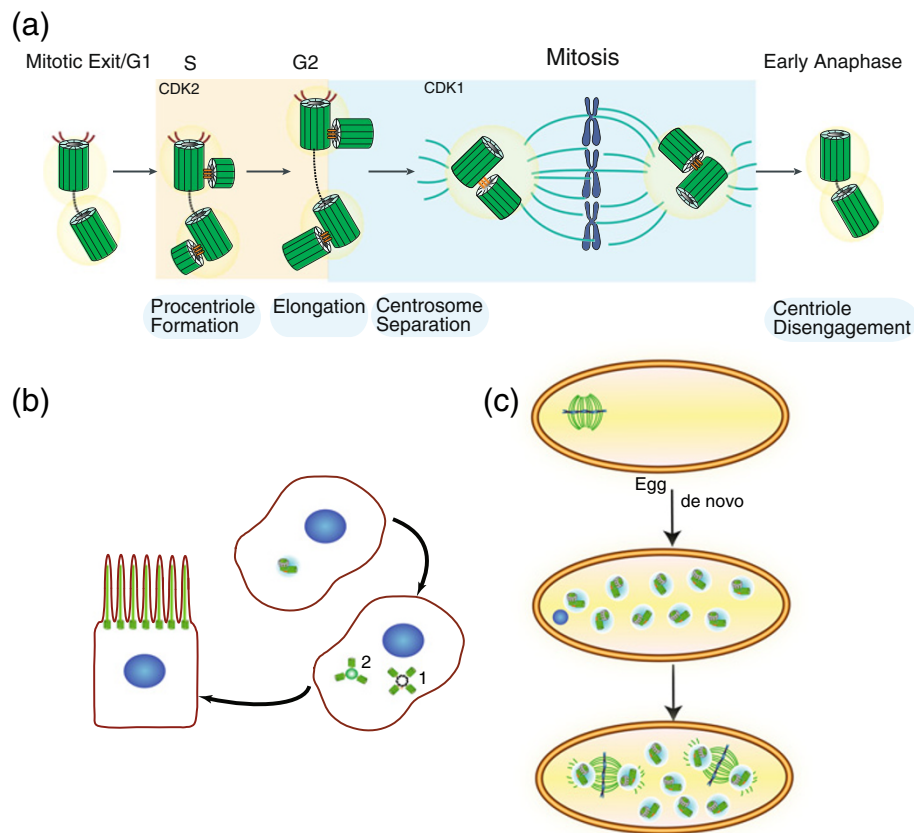 (a)
Mitotic Exit/G1
S
G2
Mitosis
Early Anaphase
CDK2
CDK1
Procentriole
Formation
Elongation
Centrosome
Separation
Centriole
Disengagement
(b)
2
1
(c)
Egg
de novo